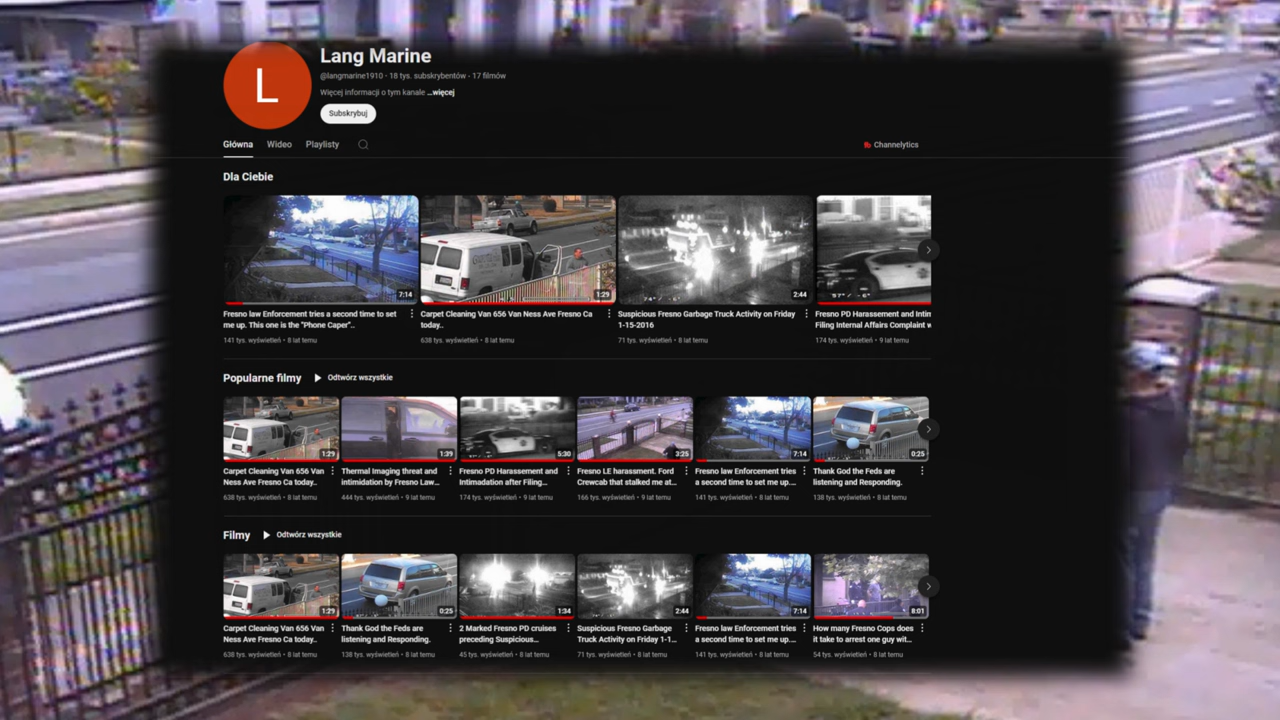 L
Lang Marine
@langmarine1910 · 18 tys. subskrybentów · 17 filmów
Więcej informacji o tym kanale ...więcej
Subskrybuj
Główna Wideo Playlisty
Channelytics
Dla Ciebie
7:14 1:29 2:44
Fresno law Enforcement tries a second time to set
me up. This one is the "Phone Caper"..
141 tys. wyświetleń • 8 lat temu
Carpet Cleaning Van 656 Van Ness Ave Fresno Ca
today..
638 tys. wyświetleń • 8 lat temu
Suspicious Fresno Garbage Truck Activity on Friday
1-15-2016
71 tys. wyświetleń • 8 lat temu
Fresno PD Harassment and Intim
Filing Internal Affairs Complaint w
174 tys. wyświetleń • 9 lat temu
Popularne filmy Odtwórz wszystkie
1:29 1:39 5:30 3:25 7:14 0:25
Carpet Cleaning Van 656 Van
Ness Ave Fresno Ca today..
638 tys. wyświetleń • 8 lat temu
Thermal Imaging threat and
intimidation by Fresno Law...
444 tys. wyświetleń • 9 lat temu
Fresno PD Harassment and
Intimadation after Filing...
174 tys. wyświetleń • 9 lat temu
Fresno LE harassment. Ford
Crewcab that stalked me at...
166 tys. wyświetleń • 9 lat temu
Fresno law Enforcement tries
a second time to set me up....
141 tys. wyświetleń • 8 lat temu
Thank God the Feds are
listening and Responding.
138 tys. wyświetleń • 8 lat temu
Filmy Odtwórz wszystkie
1:29 0:25 1:34 2:44 7:14 8:01
Carpet Cleaning Van 656 Van
Ness Ave Fresno Ca today..
638 tys. wyświetleń • 8 lat temu
Thank God the Feds are
listening and Responding.
138 tys. wyświetleń • 8 lat temu
2 Marked Fresno PD cruises
preceding Suspicious...
45 tys. wyświetleń • 8 lat temu
Suspicious Fresno Garbage
Truck Activity on Friday 1-1...
71 tys. wyświetleń • 8 lat temu
Fresno law Enforcement tries
a second time to set me up....
141 tys. wyświetleń • 8 lat temu
How many Fresno Cops does
it take to arrest one guy wit...
54 tys. wyświetleń • 8 lat temu